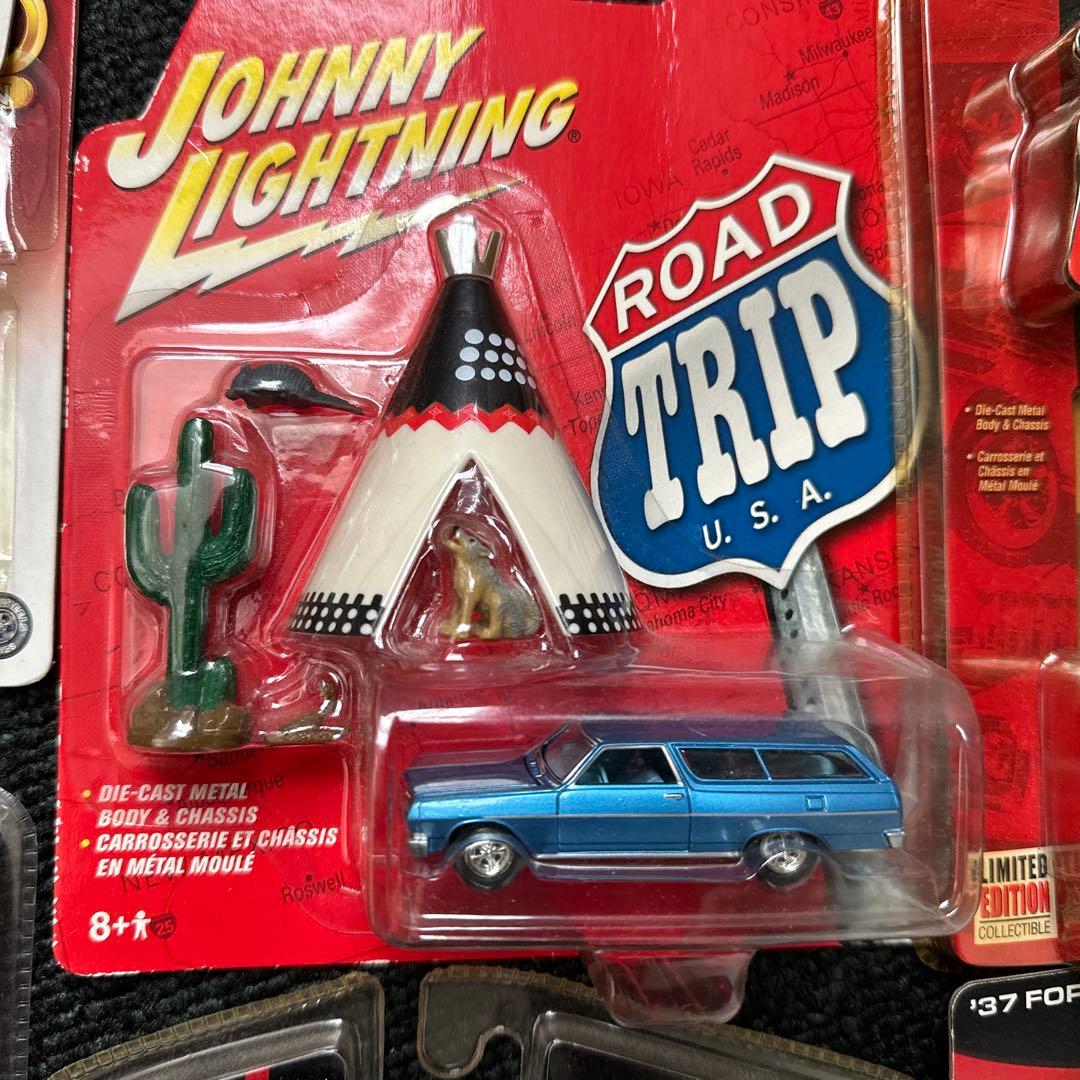 JOHNNY
LIGHTNING®
ROAD
TRIP
U. S. A.
Milwaukee
Madison
Cedar
Rapids
IOWA
Roswell
• DIE-CAST METAL
BODY & CHASSIS
• CARROSSERIE ET CHÂSSIS
EN MÉTAL MOULÉ
8+
25
• Die-Cast Metal
Body & Chassis
• Carrosserie et
Châssis en
Métal Moulé
LIMITED
EDITION
COLLECTIBLE
'37 FOR